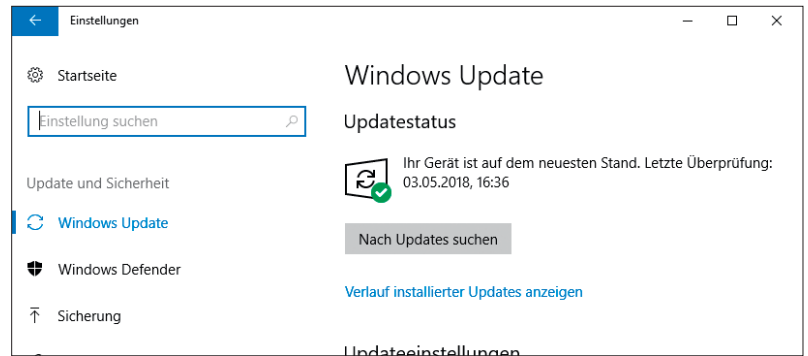 Einstellungen
Startseite
Einstellung suchen
Update und Sicherheit
Windows Update
Windows Defender
Sicherung
Windows Update
Updatestatus
Ihr Gerät ist auf dem neuesten Stand. Letzte Überprüfung:
03.05.2018, 16:36
Nach Updates suchen
Verlauf installierter Updates anzeigen
Updateeinstellungen